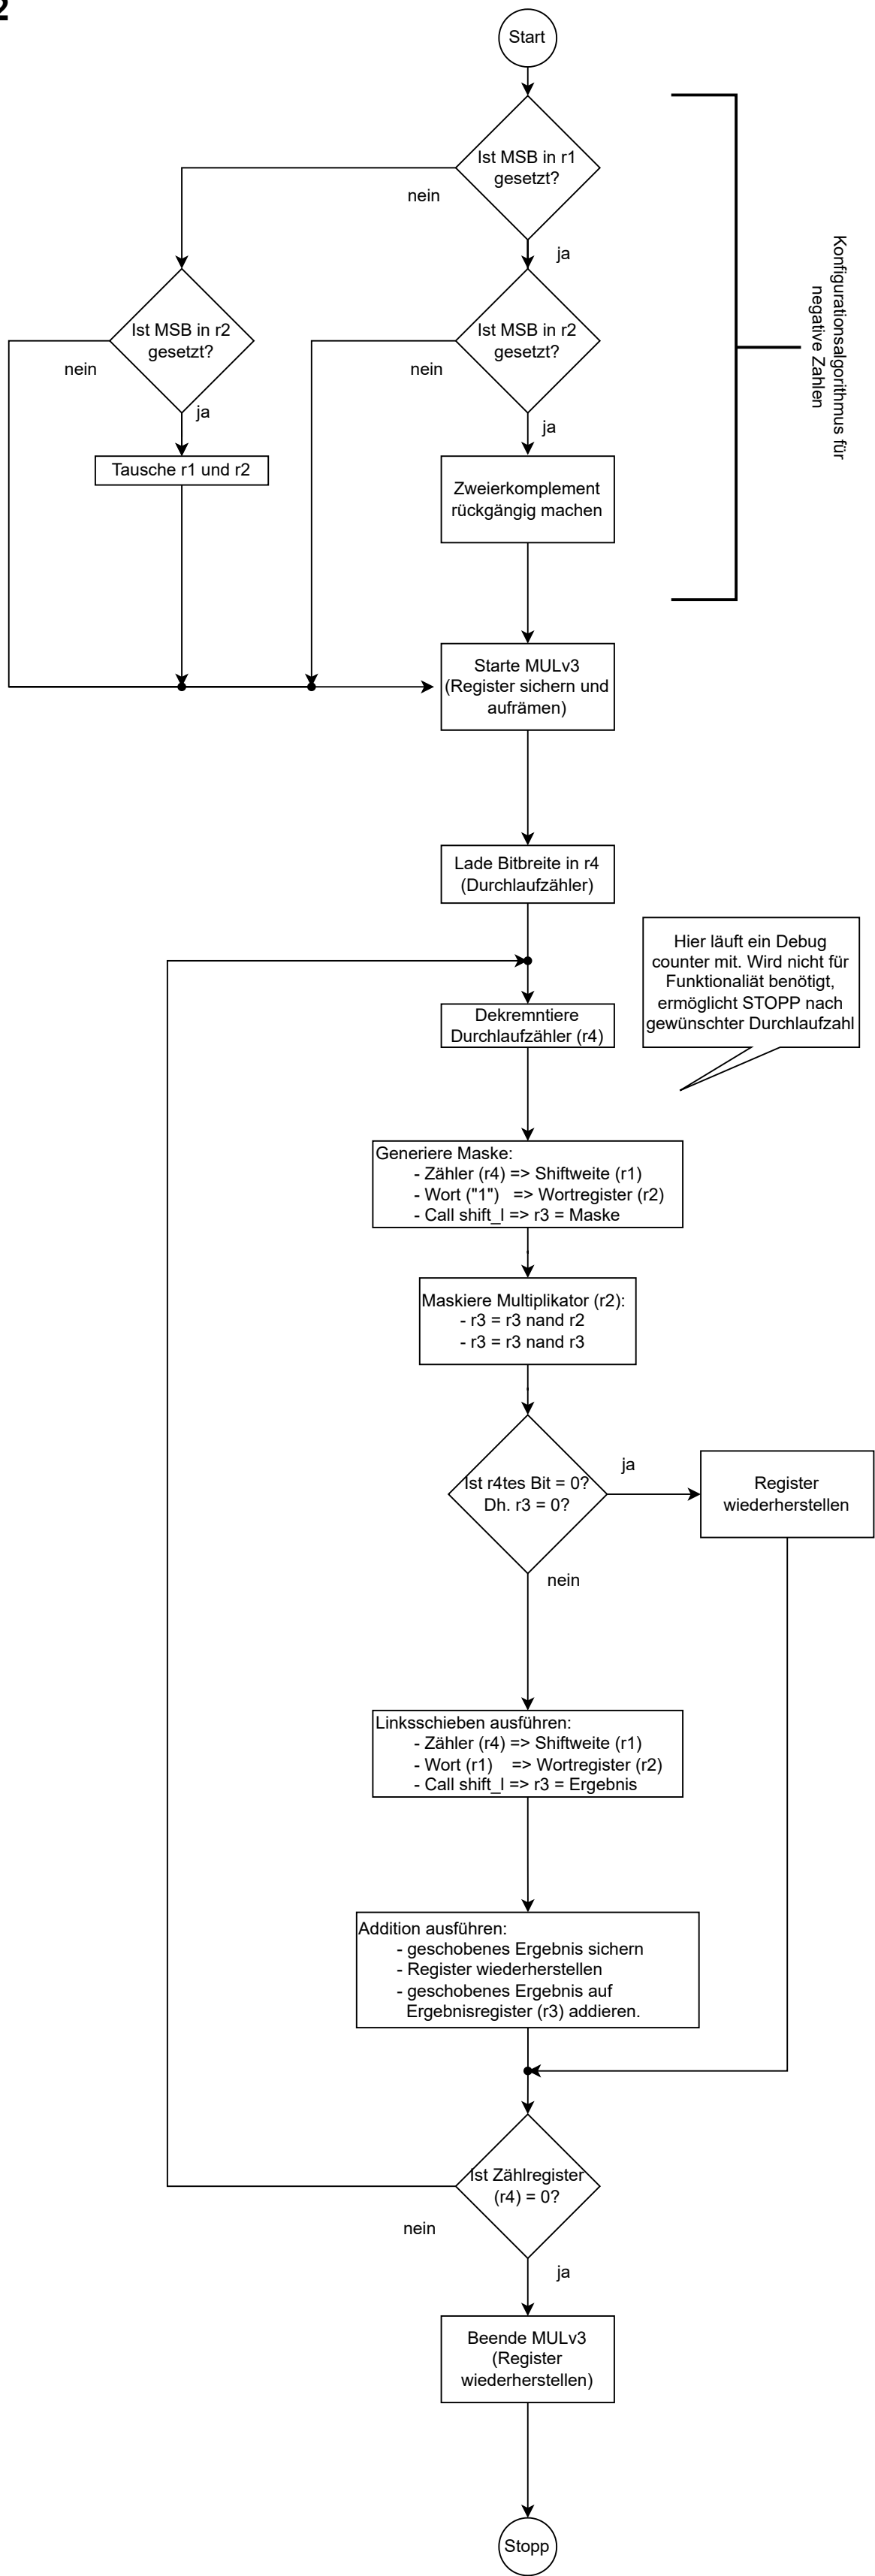 2
Start
Ist MSB in r1
gesetzt?
nein
ja
Ist MSB in r2
gesetzt?
nein
ja
Ist MSB in r2
gesetzt?
nein
ja
Konfigurationsalgorithmus für
negative Zahlen
Tausche r1 und r2
Zweierkomplement
rückgängig machen
Starte MULv3
(Register sichern und
aufrämen)
Lade Bitbreite in r4
(Durchlaufzähler)
Hier läuft ein Debug
counter mit. Wird nicht für
Funktionaliät benötigt,
ermöglicht STOPP nach
gewünschter Durchlaufzahl
Dekremntiere
Durchlaufzähler (r4)
Generiere Maske:
- Zähler (r4) => Shiftweite (r1)
- Wort ("1") => Wortregister (r2)
- Call shift_l => r3 = Maske
Maskiere Multiplikator (r2):
- r3 = r3 nand r2
- r3 = r3 nand r3
Ist r4tes Bit = 0?
Dh. r3 = 0?
ja
nein
Register
wiederherstellen
Linksschieben ausführen:
- Zähler (r4) => Shiftweite (r1)
- Wort (r1) => Wortregister (r2)
- Call shift_l => r3 = Ergebnis
Addition ausführen:
- geschobenes Ergebnis sichern
- Register wiederherstellen
- geschobenes Ergebnis auf
Ergebnisregister (r3) addieren.
Ist Zählregister
(r4) = 0?
nein
ja
Beende MULv3
(Register
wiederherstellen)
Stopp